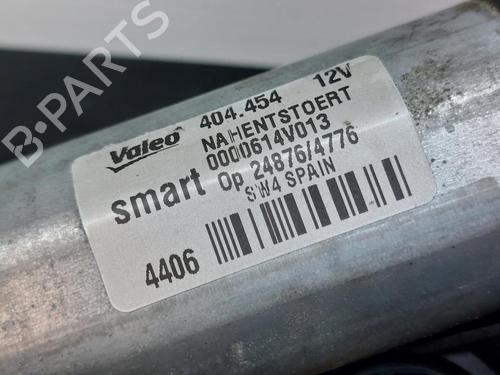 B-PARTS
Valeo 404.454 12V
NAHENTSTOERT
0000614V013
smart Op 24876/4776
SW4 SPAIN
4406